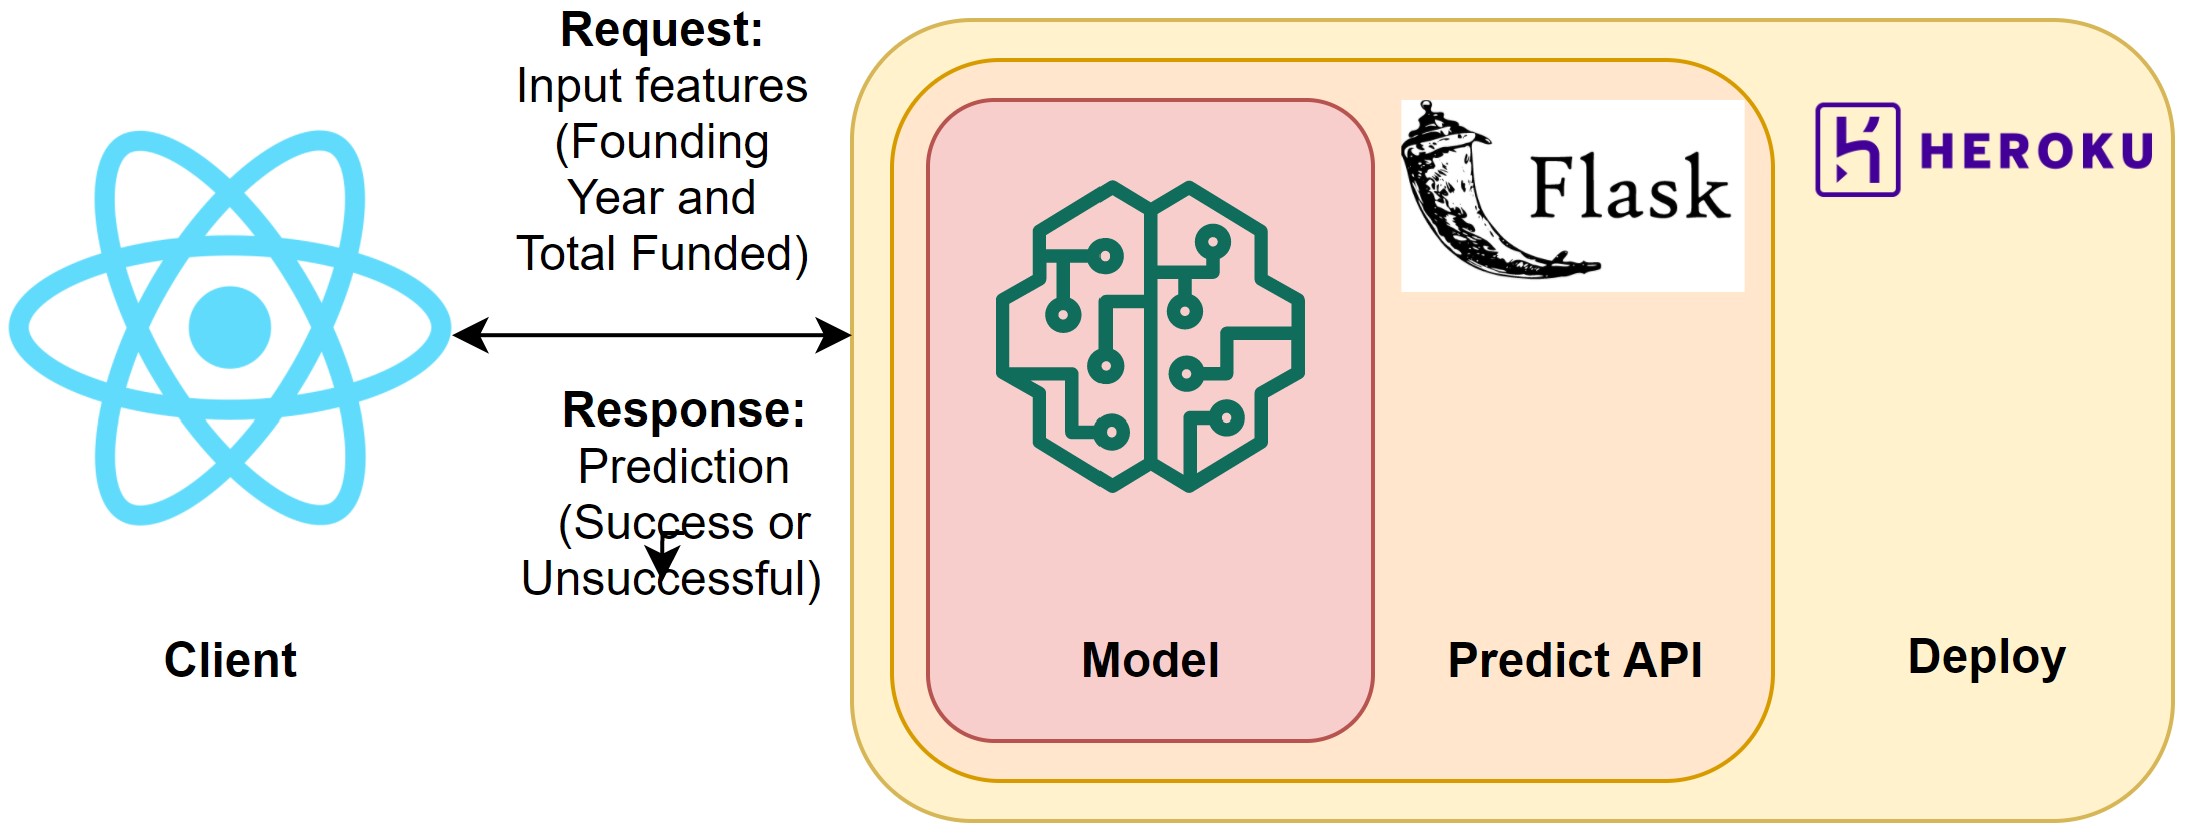 Request:
Input features
(Founding
Year and
Total Funded)
Response:
Prediction
(Success or
Unsuccessful)
Client
Model
Flask
Predict API
HEROKU
Deploy